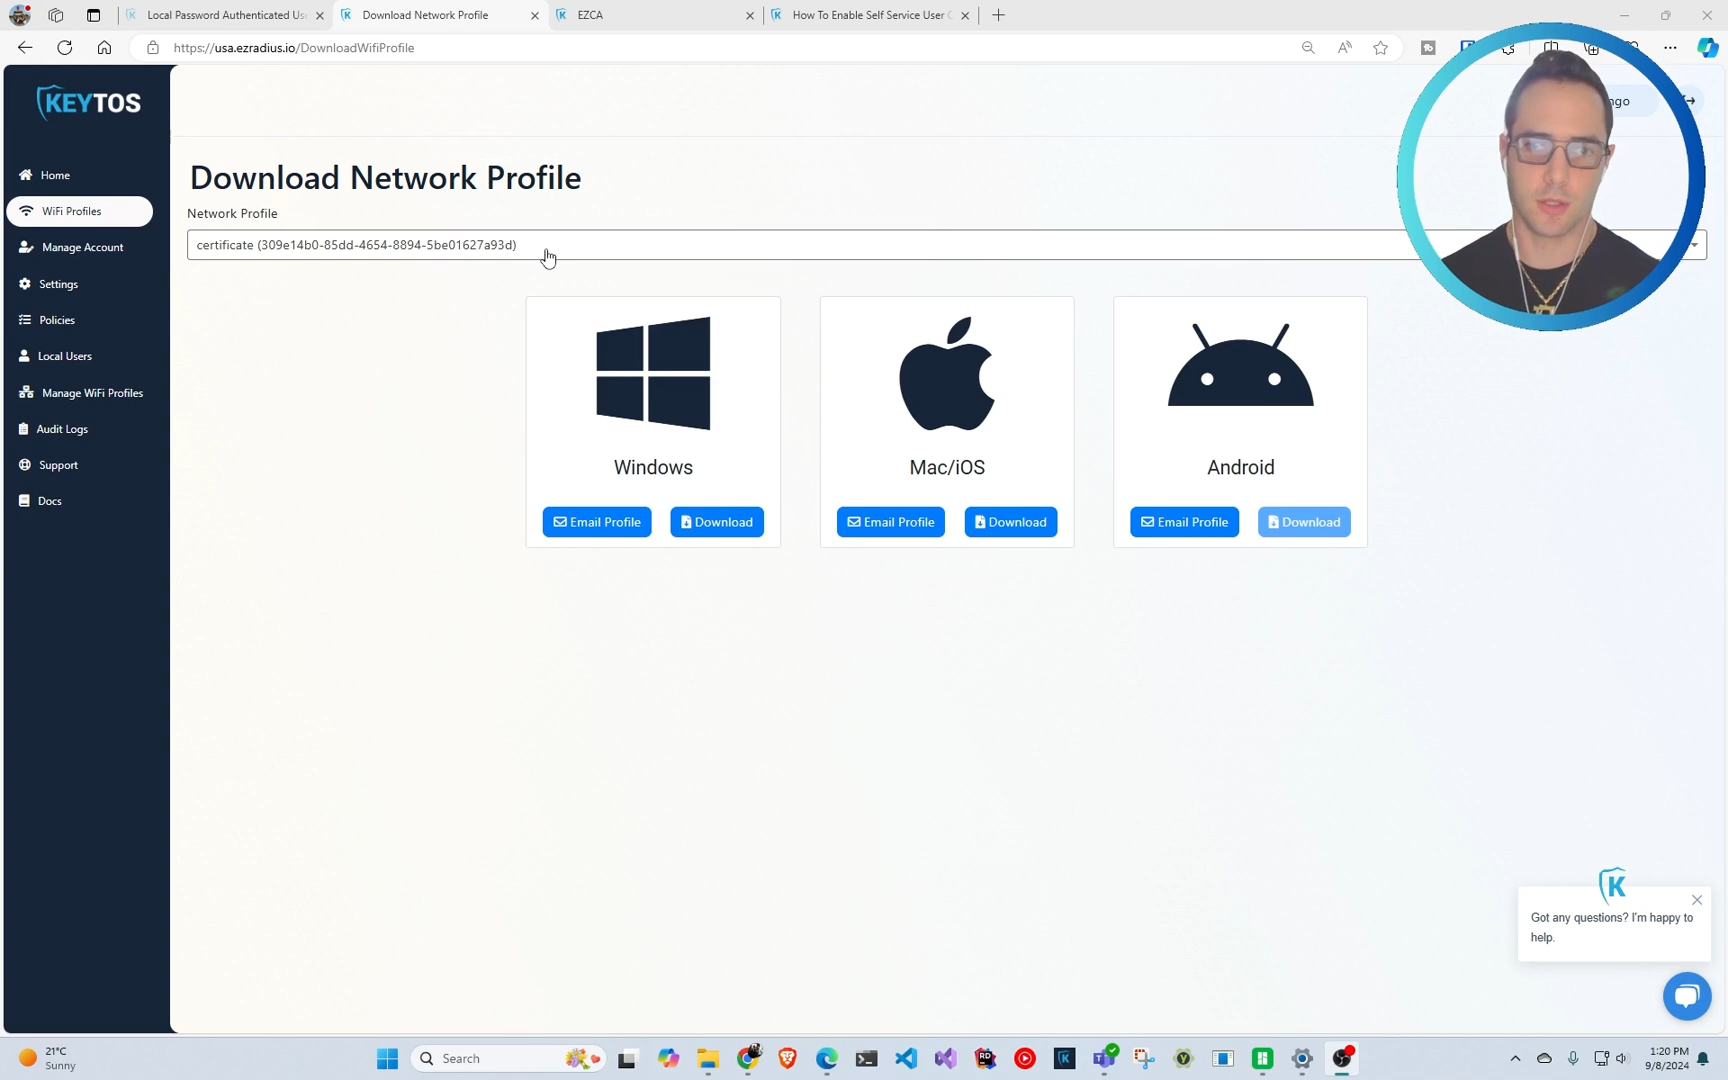 Local Password Authenticated Us
Download Network Profile
EZCA
How To Enable Self Service User C
https://usa.ezradius.io/DownloadWifiProfile
KEYTOS
ngo
Home
WiFi Profiles
Manage Account
Settings
Policies
Local Users
Manage WiFi Profiles
Audit Logs
Support
Docs
Download Network Profile
Network Profile
certificate (309e14b0-85dd-4654-8894-5be01627a93d)
Windows
Email Profile Download
Mac/iOS
Email Profile Download
Android
Email Profile Download
K
Got any questions? I'm happy to
help.
21°C
Sunny
Search
1:20 PM
9/8/2024